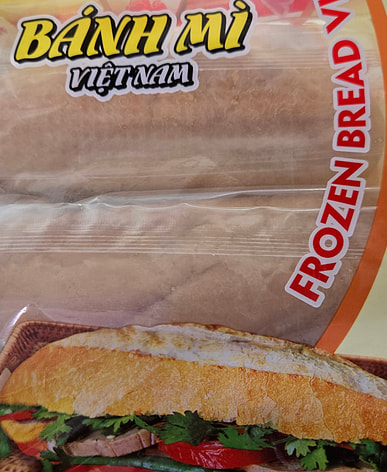 BÁNH MÌ
VIỆT NAM
FROZEN BREAD